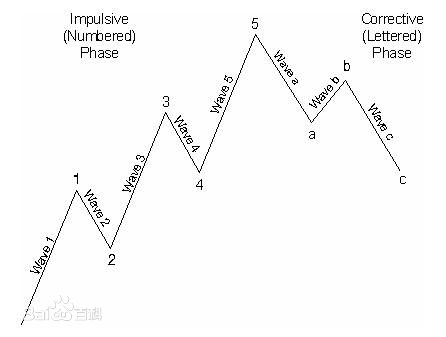 Impulsive
(Numbered)
Phase
Corrective
(Lettered)
Phase
5
b
3
1
a
4
2
c
Wave 1
Wave 2
Wave 3
Wave 4
Wave 5
Wave a
Wave b
Wave c
Bai百科